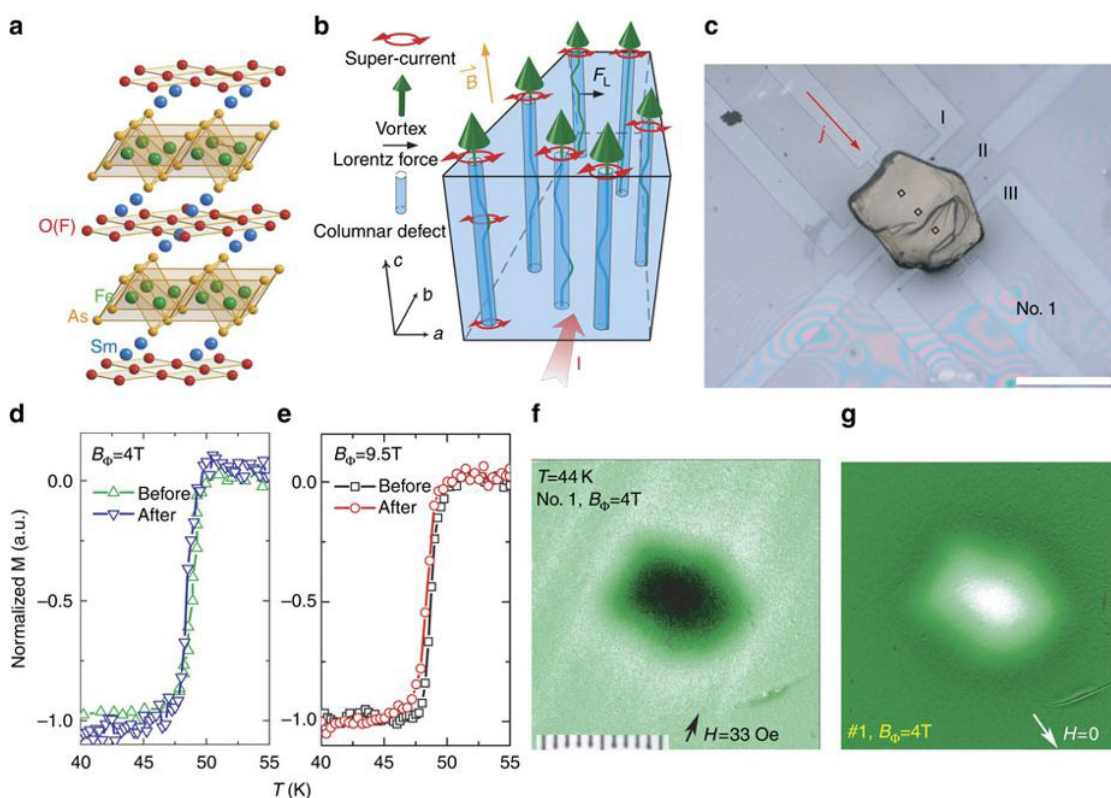 a
O(F)
Fe
As
Sm
b
Super-current
Vortex
Lorentz force
Columnar defect
B
F_L
c
b
a
I
c
j
I
II
III
No. 1
d
B_Φ=4T
Before
After
Normalized M (a.u.)
0.0
−0.5
−1.0
40 45 50 55
e
B_Φ=9.5T
Before
After
0.0
−0.5
−1.0
40 45 50 55
T (K)
f
T=44 K
No. 1, B_Φ=4T
H=33 Oe
g
#1, B_Φ=4T
H=0